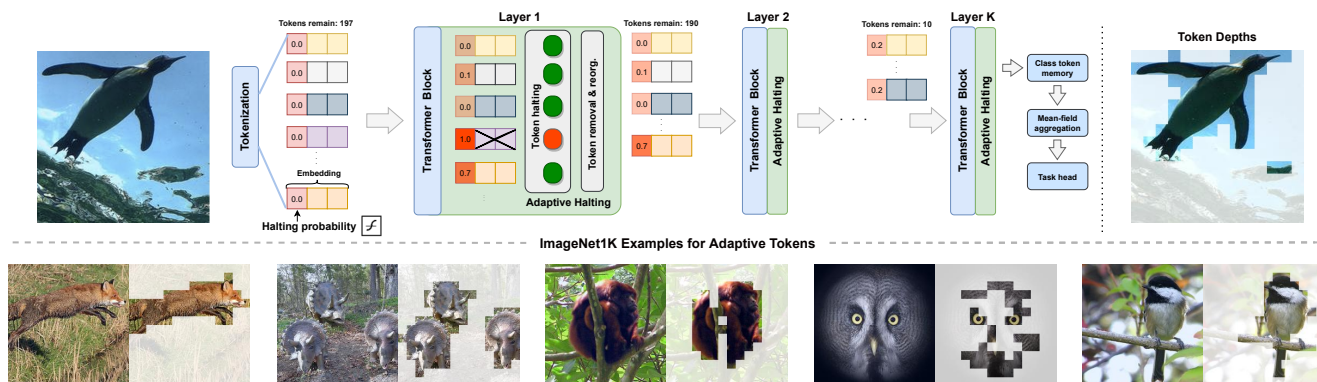 Tokens remain: 197
Layer 1
Tokens remain: 190
Layer 2
Tokens remain: 10
Layer K
Token Depths
Tokenization
0.0
0.0
0.0
0.0
Embedding
0.0
Halting probability
Transformer Block
0.0
0.1
0.0
1.0
0.7
Token halting
Token removal & reorg.
Adaptive Halting
0.0
0.1
0.0
0.7
Transformer Block
Adaptive Halting
0.2
0.2
Transformer Block
Adaptive Halting
Class token
memory
Mean-field
aggregation
Task head
ImageNet1K Examples for Adaptive Tokens